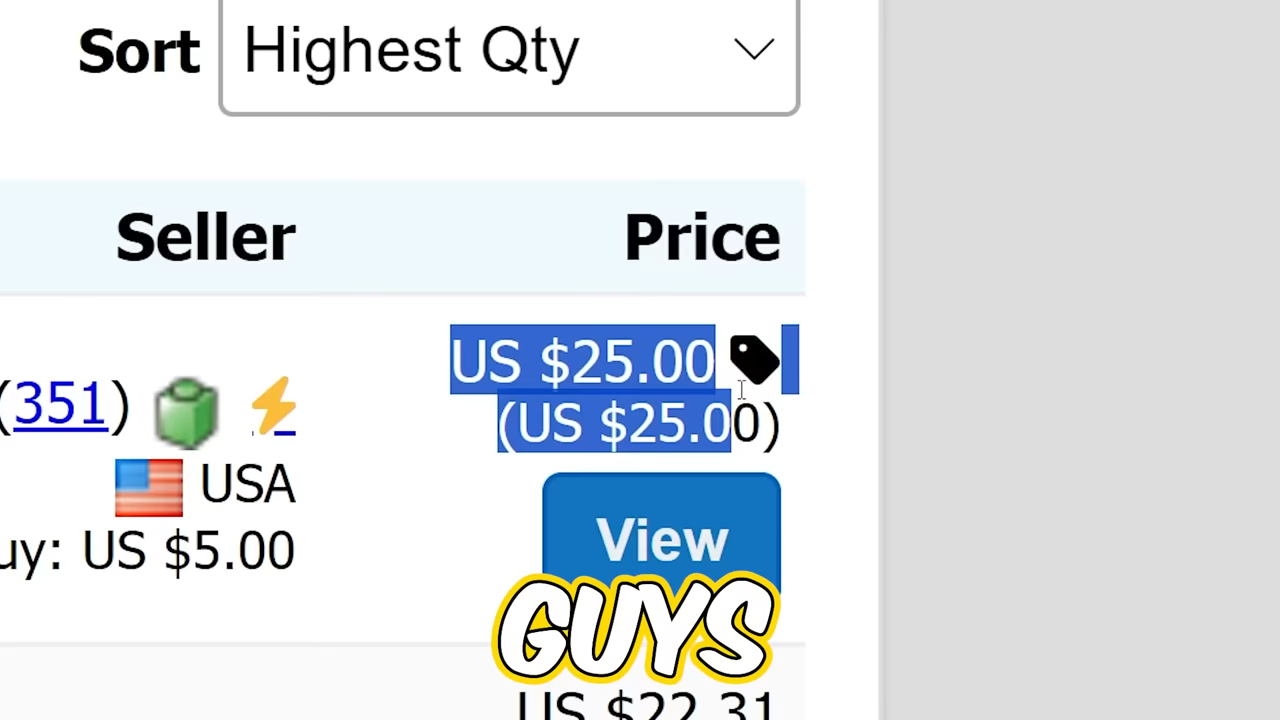 Sort Highest Qty
Seller Price
US $25.00
(351) (US $25.00)
USA
View
uy: US $5.00
GUYS
US $22.31